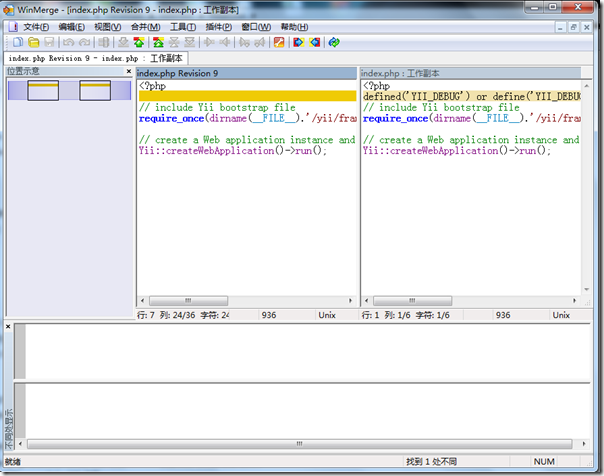 WinMerge - [index.php Revision 9 - index.php : 工作副本]
文件(F) 编辑(E) 视图(V) 合并(M) 工具(T) 插件(P) 窗口(W) 帮助(H)
index.php Revision 9 - index.php : 工作副本
位置示意
index.php Revision 9
<?php
// include Yii bootstrap file
require_once(dirname(__FILE__).'/yii/fra
// create a Web application instance and
Yii::createWebApplication()->run();
index.php : 工作副本
<?php
defined('YII_DEBUG') or define('YII_DEBU
// include Yii bootstrap file
require_once(dirname(__FILE__).'/yii/fra
// create a Web application instance and
Yii::createWebApplication()->run();
行: 7 列: 24/36 字符: 24 936 Unix
行: 1 列: 1/6 字符: 1/6 936 Unix
不同处显示
就绪 找到 1 处不同 NUM